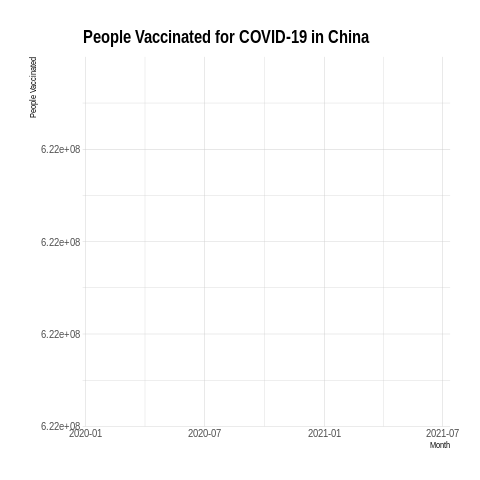 People Vaccinated for COVID-19 in China
People Vaccinated
6.22e+08
6.22e+08
6.22e+08
6.22e+08
2020-01 2020-07 2021-01 2021-07
Month